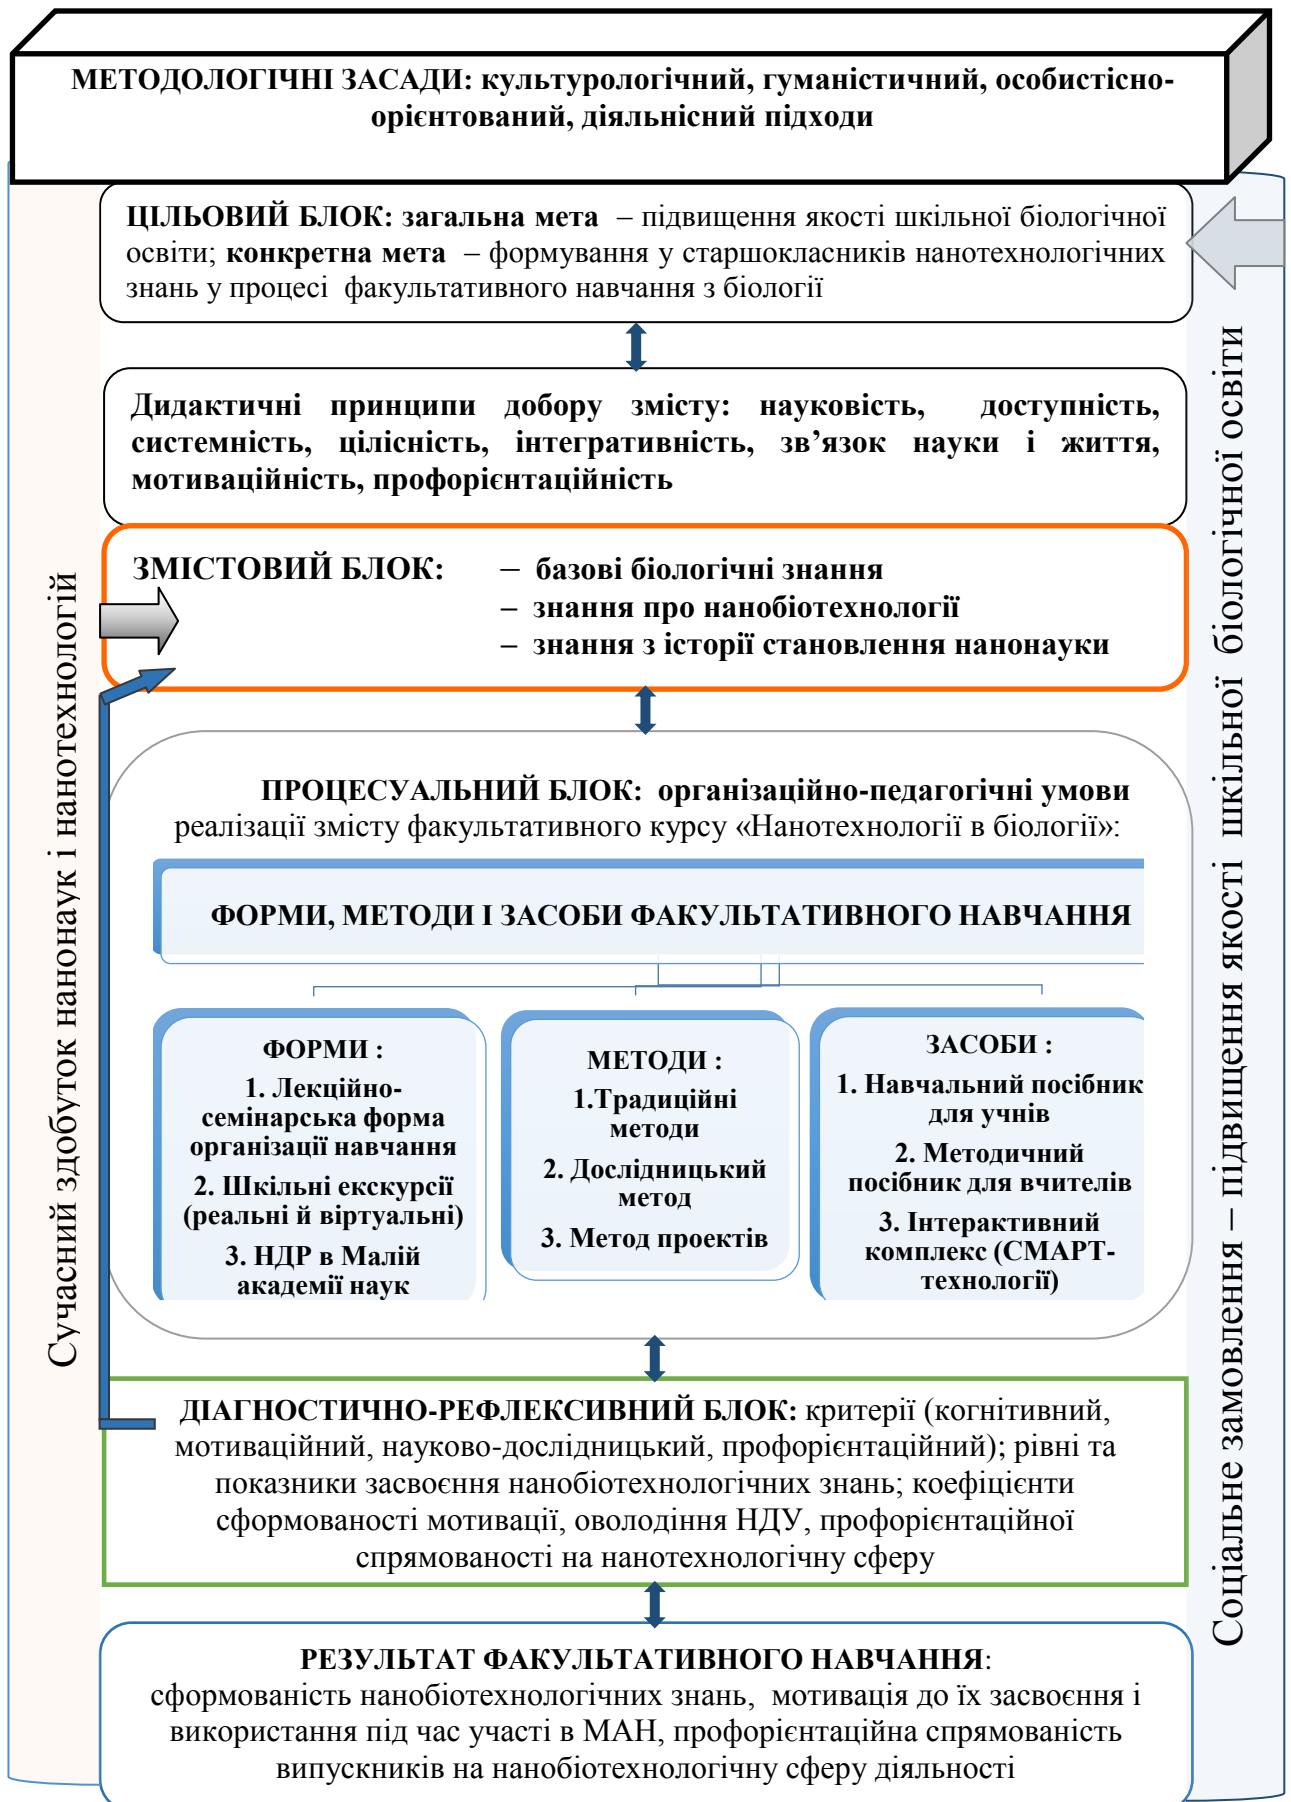 МЕТОДОЛОГІЧНІ ЗАСАДИ: культурологічний, гуманістичний, особистісно-
орієнтований, діяльнісний підходи
ЦІЛЬОВИЙ БЛОК: загальна мета – підвищення якості шкільної біологічної
освіти; конкретна мета – формування у старшокласників нанотехнологічних
знань у процесі факультативного навчання з біології
Дидактичні принципи добору змісту: науковість, доступність,
системність, цілісність, інтегративність, зв’язок науки і життя,
мотиваційність, профорієнтаційність
ЗМІСТОВИЙ БЛОК: – базові біологічні знання
– знання про нанобіотехнології
– знання з історії становлення нанонауки
ПРОЦЕСУАЛЬНИЙ БЛОК: організаційно-педагогічні умови
реалізації змісту факультативного курсу «Нанотехнології в біології»:
ФОРМИ, МЕТОДИ І ЗАСОБИ ФАКУЛЬТАТИВНОГО НАВЧАННЯ
ФОРМИ :
1. Лекційно-
семінарська форма
організації навчання
2. Шкільні екскурсії
(реальні й віртуальні)
3. НДР в Малій
академії наук
МЕТОДИ :
1.Традиційні
методи
2. Дослідницький
метод
3. Метод проектів
ЗАСОБИ :
1. Навчальний посібник
для учнів
2. Методичний
посібник для вчителів
3. Інтерактивний
комплекс (СМАРТ-
технології)
ДІАГНОСТИЧНО-РЕФЛЕКСИВНИЙ БЛОК: критерії (когнітивний,
мотиваційний, науково-дослідницький, профорієнтаційний); рівні та
показники засвоєння нанобіотехнологічних знань; коефіцієнти
сформованості мотивації, оволодіння НДУ, профорієнтаційної
спрямованості на нанотехнологічну сферу
РЕЗУЛЬТАТ ФАКУЛЬТАТИВНОГО НАВЧАННЯ:
сформованість нанобіотехнологічних знань, мотивація до їх засвоєння і
використання під час участі в МАН, профорієнтаційна спрямованість
випускників на нанобіотехнологічну сферу діяльності
Сучасний здобуток нанонаук і нанотехнологій
Соціальне замовлення – підвищення якості шкільної біологічної освіти